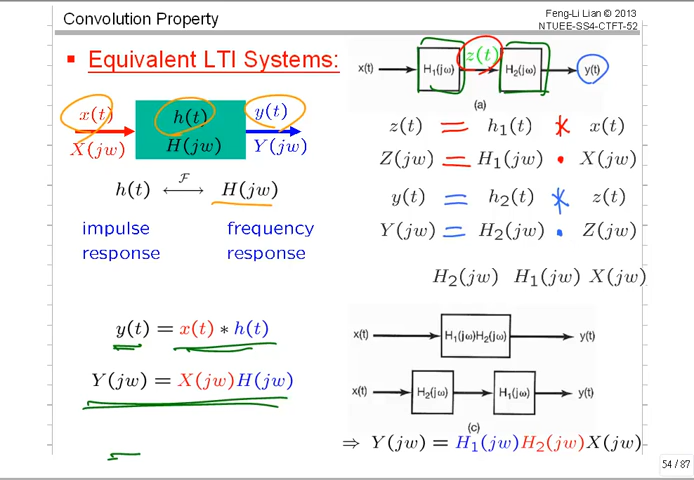 Convolution Property
Feng-Li Lian © 2013
NTUEE-SS4-CTFT-52
▪ Equivalent LTI Systems:
x(t) h(t) y(t)
X(jw) H(jw) Y(jw)
h(t) ⟷ H(jw)
F
impulse response
frequency response
y(t) = x(t) * h(t)
Y(jw) = X(jw)H(jw)
x(t) H₁(jω) z(t) H₂(jω) y(t)
(a)
z(t) = h₁(t) * x(t)
Z(jw) = H₁(jw) · X(jw)
y(t) = h₂(t) * z(t)
Y(jw) = H₂(jw) · Z(jw)
H₂(jw) H₁(jw) X(jw)
x(t) H₁(jω)H₂(jω) y(t)
x(t) H₂(jω) H₁(jω) y(t)
(c)
⇒ Y(jw) = H₁(jw)H₂(jw)X(jw)
54 / 87